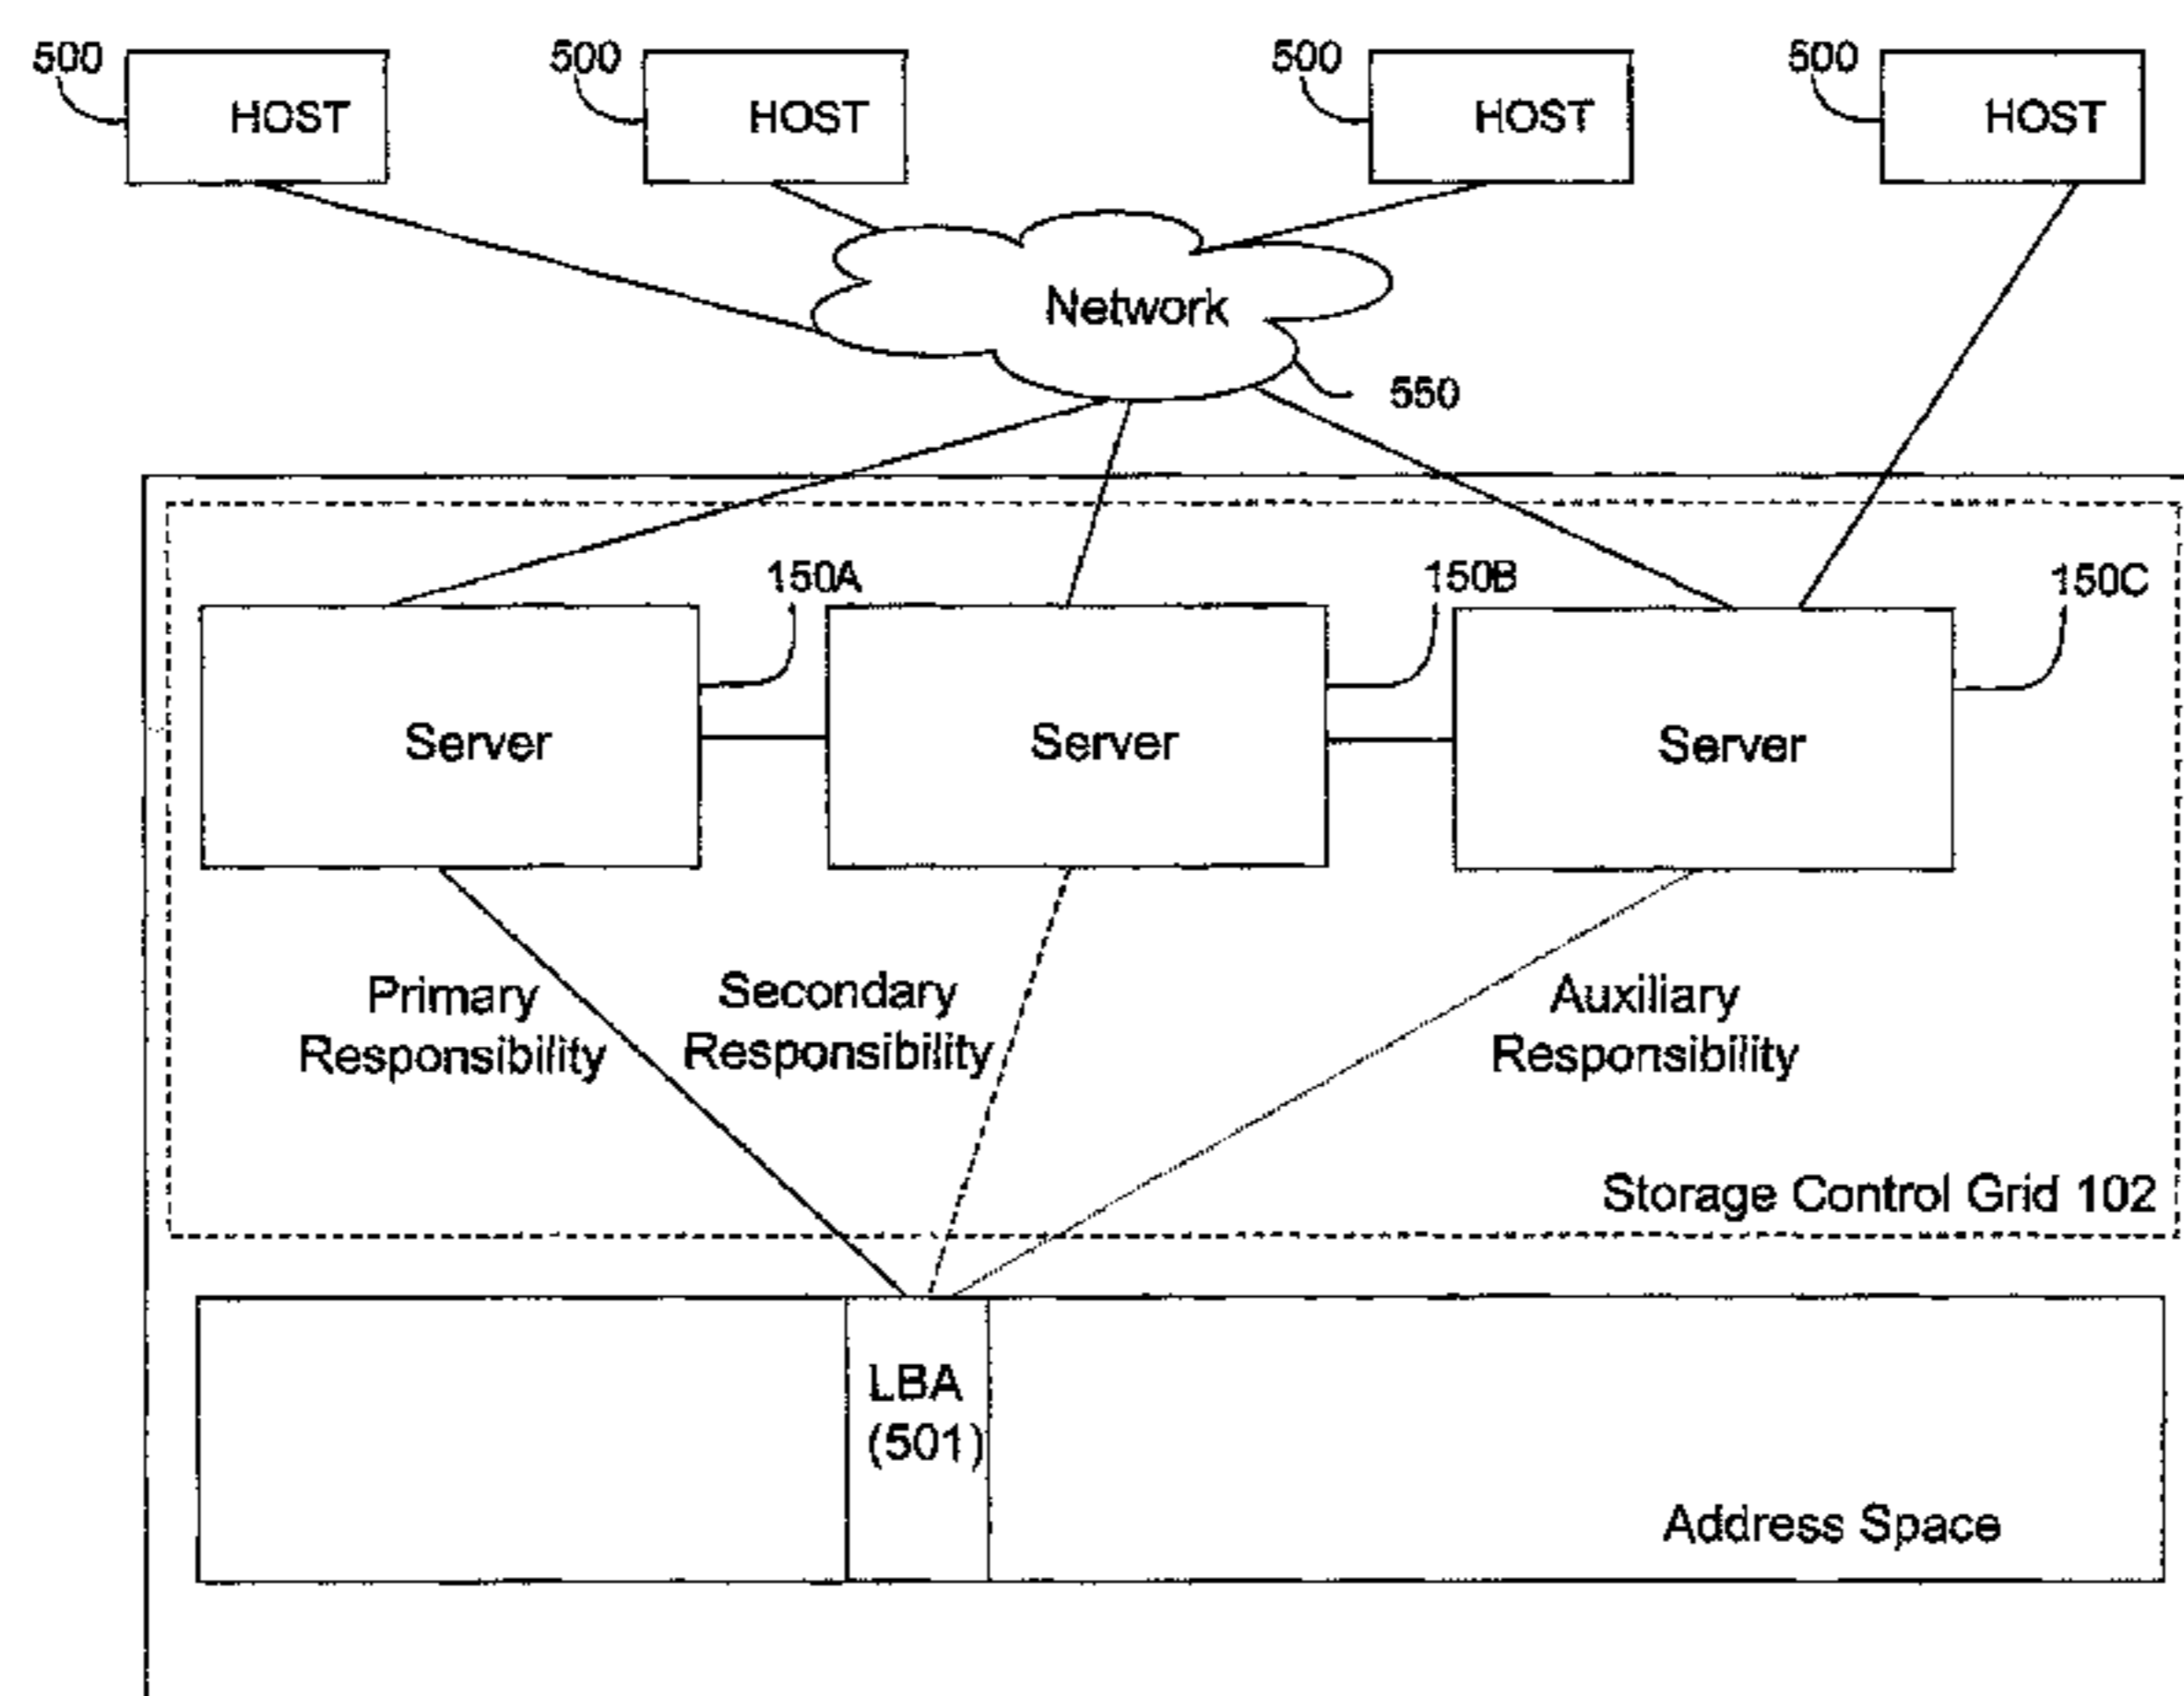 500 HOST 500 HOST 500 HOST 500 HOST
Network
550
150A 150B 150C
Server Server Server
Primary
Responsibility
Secondary
Responsibility
Auxiliary
Responsibility
Storage Control Grid 102
LBA
(501)
Address Space